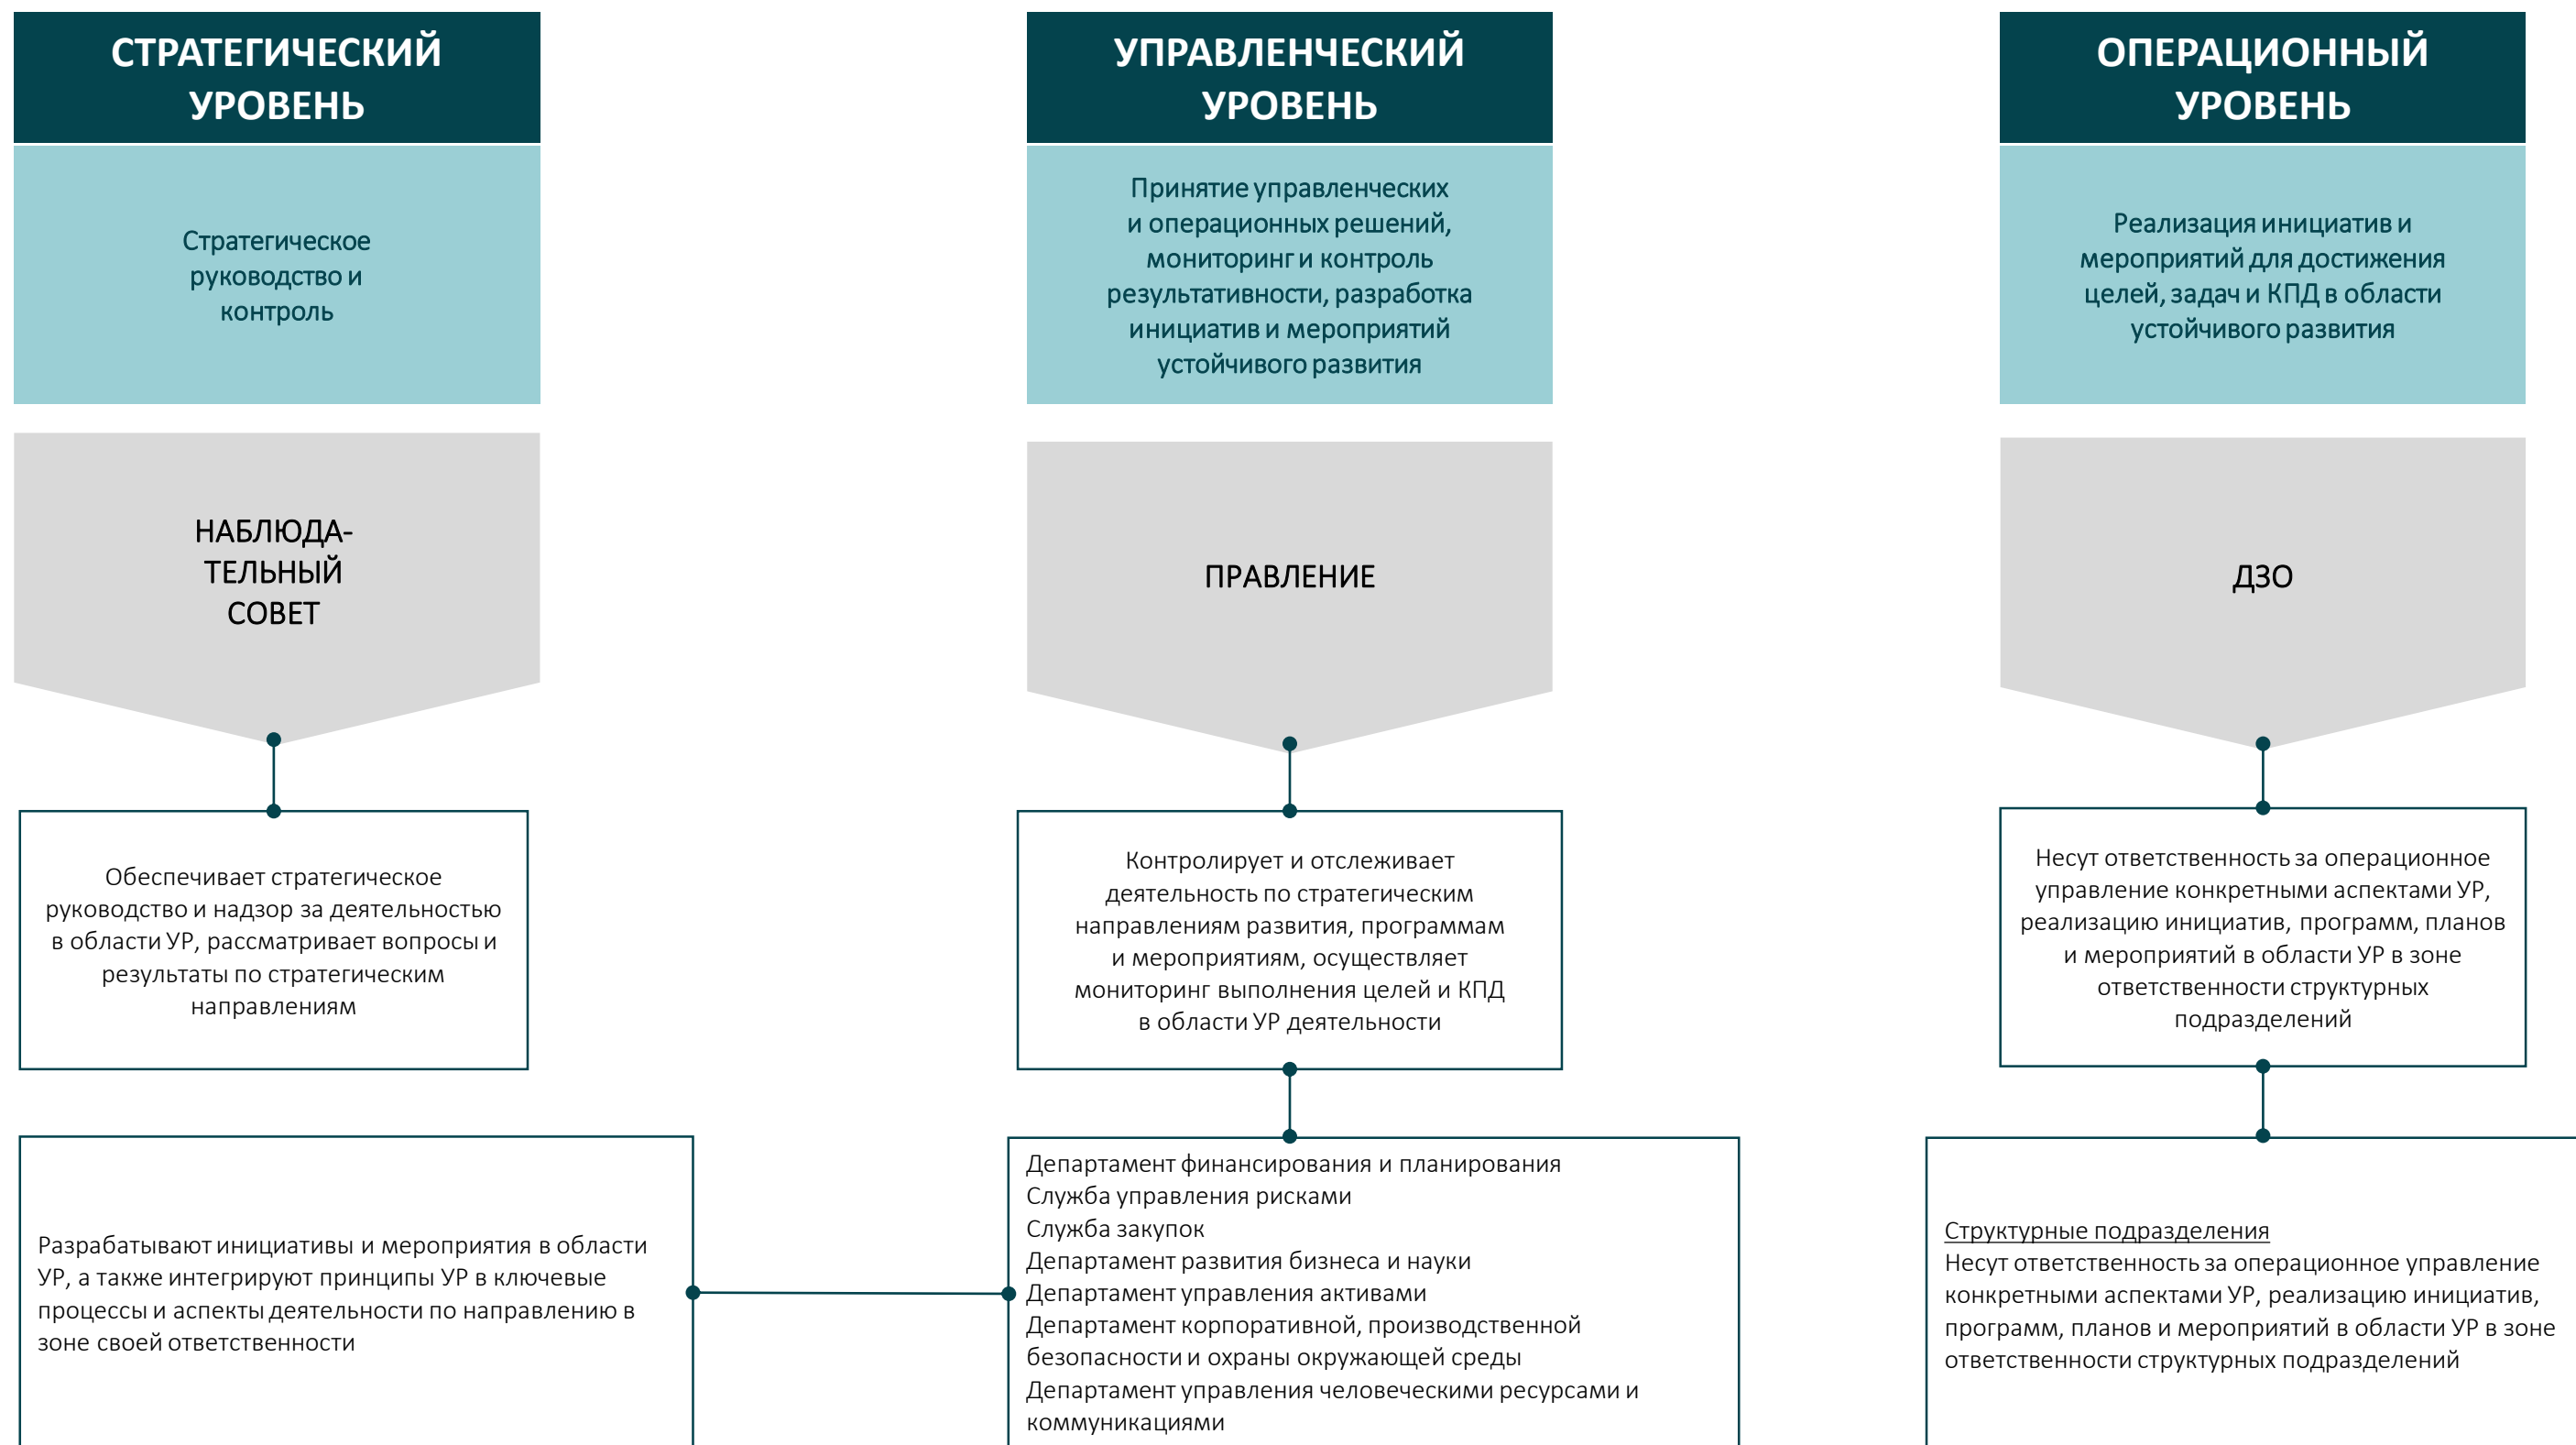 СТРАТЕГИЧЕСКИЙ
УРОВЕНЬ
Стратегическое
руководство и
контроль
НАБЛЮДА-
ТЕЛЬНЫЙ
СОВЕТ
Обеспечивает стратегическое
руководство и надзор за деятельностью
в области УР, рассматривает вопросы и
результаты по стратегическим
направлениям
Разрабатывают инициативы и мероприятия в области
УР, а также интегрируют принципы УР в ключевые
процессы и аспекты деятельности по направлению в
зоне своей ответственности
УПРАВЛЕНЧЕСКИЙ
УРОВЕНЬ
Принятие управленческих
и операционных решений,
мониторинг и контроль
результативности, разработка
инициатив и мероприятий
устойчивого развития
ПРАВЛЕНИЕ
Контролирует и отслеживает
деятельность по стратегическим
направлениям развития, программам
и мероприятиям, осуществляет
мониторинг выполнения целей и КПД
в области УР деятельности
Департамент финансирования и планирования
Служба управления рисками
Служба закупок
Департамент развития бизнеса и науки
Департамент управления активами
Департамент корпоративной, производственной
безопасности и охраны окружающей среды
Департамент управления человеческими ресурсами и
коммуникациями
ОПЕРАЦИОННЫЙ
УРОВЕНЬ
Реализация инициатив и
мероприятий для достижения
целей, задач и КПД в области
устойчивого развития
ДЗО
Несут ответственность за операционное
управление конкретными аспектами УР,
реализацию инициатив, программ, планов
и мероприятий в области УР в зоне
ответственности структурных
подразделений
Структурные подразделения
Несут ответственность за операционное управление
конкретными аспектами УР, реализацию инициатив,
программ, планов и мероприятий в области УР в зоне
ответственности структурных подразделений